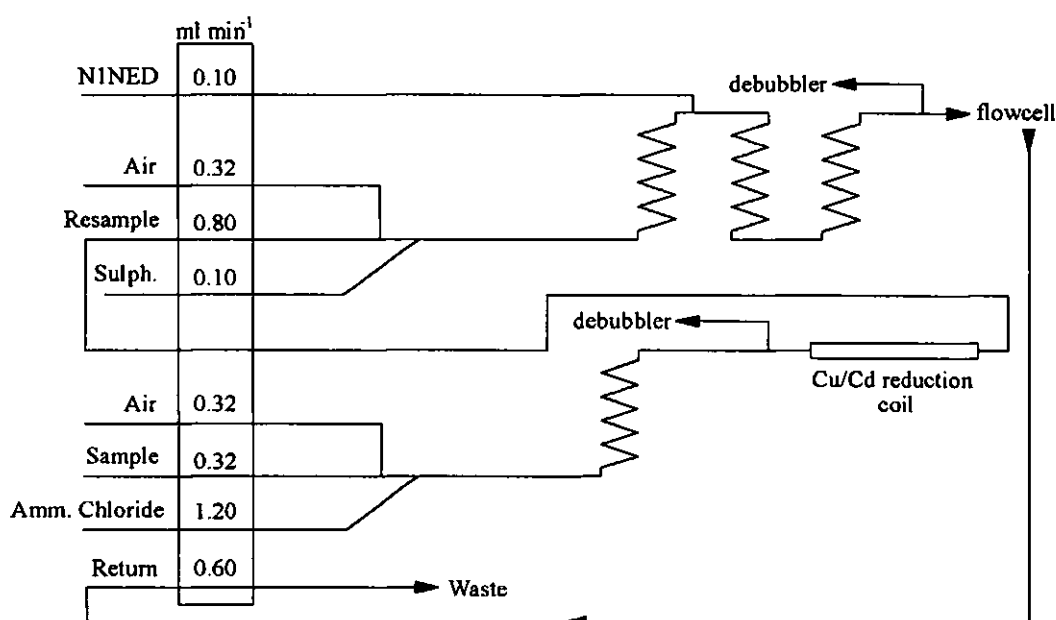 ml min⁻¹
N1NED 0.10
debubbler
flowcell
Air 0.32
Resample 0.80
Sulph. 0.10
debubbler
Cu/Cd reduction
coil
Air 0.32
Sample 0.32
Amm. Chloride 1.20
Return 0.60
Waste